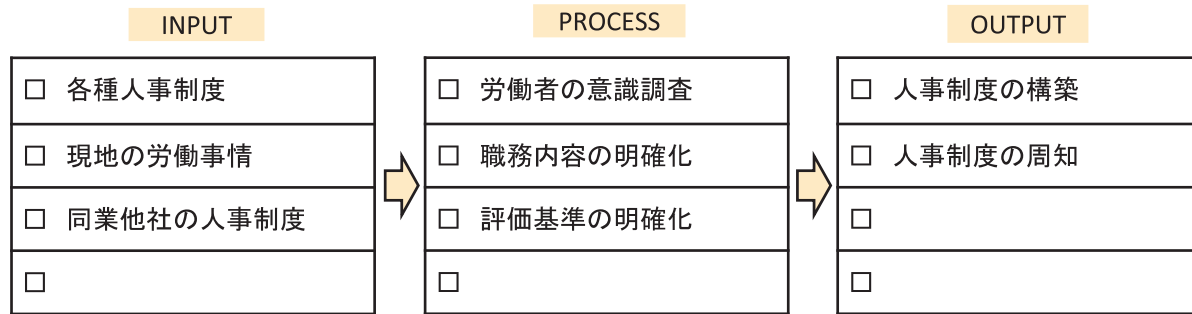 INPUT
□ 各種人事制度
□ 現地の労働事情
□ 同業他社の人事制度
□
PROCESS
□ 労働者の意識調査
□ 職務内容の明確化
□ 評価基準の明確化
□
OUTPUT
□ 人事制度の構築
□ 人事制度の周知
□
□